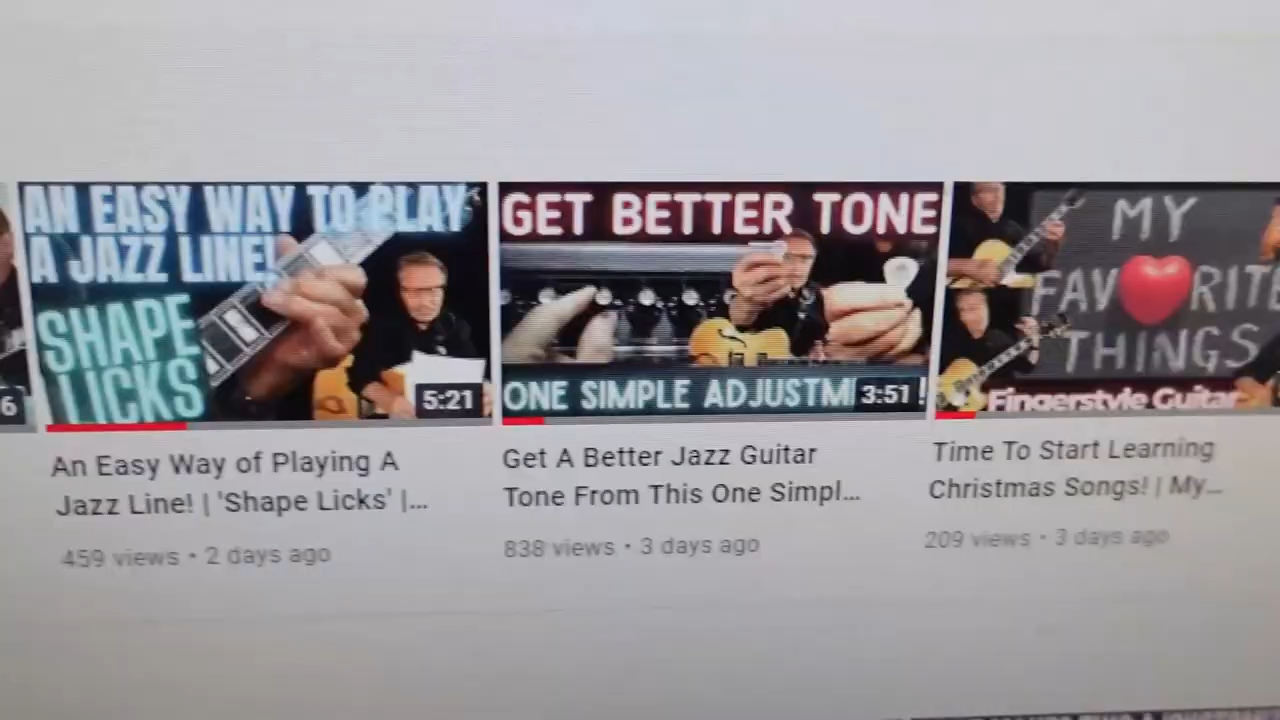 AN EASY WAY TO PLAY
A JAZZ LINE!
SHAPE
LICKS
6
5:21
An Easy Way of Playing A
Jazz Line! | 'Shape Licks' |...
459 views • 2 days ago
GET BETTER TONE
ONE SIMPLE ADJUSTM
3:51
!
Get A Better Jazz Guitar
Tone From This One Simpl...
838 views • 3 days ago
MY
FAV❤RITE
THINGS
Fingerstyle Guitar
Time To Start Learning
Christmas Songs! | My...
209 views • 3 days ago